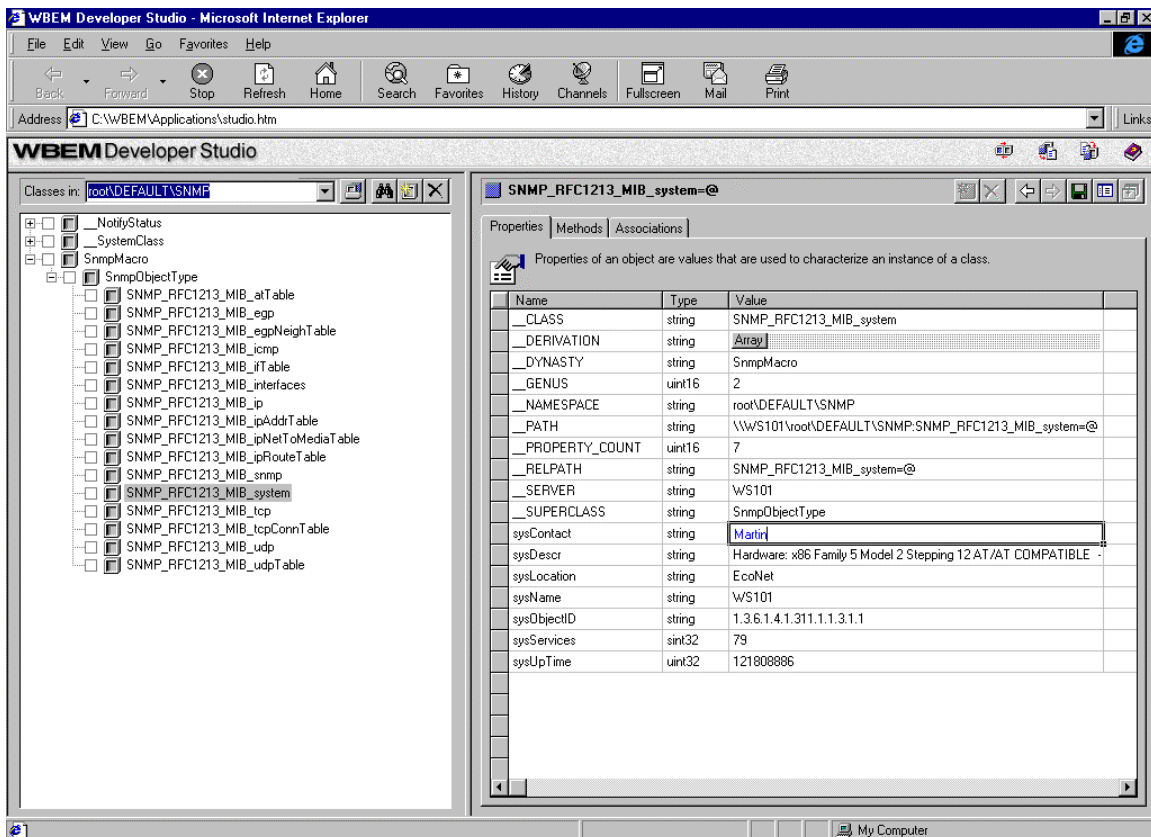 WBEM Developer Studio - Microsoft Internet Explorer
File Edit View Go Favorites Help
Back Forward Stop Refresh Home Search Favorites History Channels Fullscreen Mail Print
Address C:\WBEM\Applications\studio.htm Links
WBEM Developer Studio
Classes in: root\DEFAULT\SNMP
__NotifyStatus
__SystemClass
SnmpMacro
SnmpObjectType
SNMP_RFC1213_MIB_atTable
SNMP_RFC1213_MIB_egp
SNMP_RFC1213_MIB_egpNeighTable
SNMP_RFC1213_MIB_icmp
SNMP_RFC1213_MIB_ifTable
SNMP_RFC1213_MIB_interfaces
SNMP_RFC1213_MIB_ip
SNMP_RFC1213_MIB_ipAddrTable
SNMP_RFC1213_MIB_ipNetToMediaTable
SNMP_RFC1213_MIB_ipRouteTable
SNMP_RFC1213_MIB_snmp
SNMP_RFC1213_MIB_system
SNMP_RFC1213_MIB_tcp
SNMP_RFC1213_MIB_tcpConnTable
SNMP_RFC1213_MIB_udp
SNMP_RFC1213_MIB_udpTable
SNMP_RFC1213_MIB_system=@
Properties Methods Associations
Properties of an object are values that are used to characterize an instance of a class.
Name Type Value
__CLASS string SNMP_RFC1213_MIB_system
__DERIVATION string Array
__DYNASTY string SnmpMacro
__GENUS uint16 2
__NAMESPACE string root\DEFAULT\SNMP
__PATH string \\WS101\root\DEFAULT\SNMP:SNMP_RFC1213_MIB_system=@
__PROPERTY_COUNT uint16 7
__RELPATH string SNMP_RFC1213_MIB_system=@
__SERVER string WS101
__SUPERCLASS string SnmpObjectType
sysContact string Martin
sysDescr string Hardware: x86 Family 5 Model 2 Stepping 12 AT/AT COMPATIBLE -
sysLocation string EcoNet
sysName string WS101
sysObjectID string 1.3.6.1.4.1.311.1.1.3.1.1
sysServices sint32 79
sysUpTime uint32 121808886
My Computer